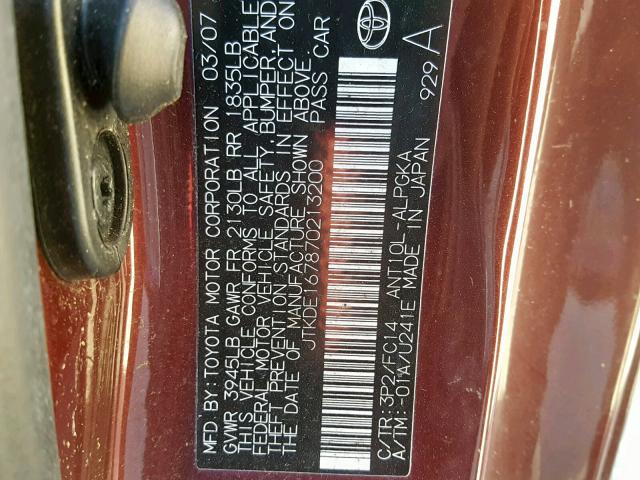 MFD BY: TOYOTA MOTOR CORPORATION 03/07
GVWR 3945LB GAWR FR 2130LB RR 1835LB
THIS VEHICLE CONFORMS TO ALL APPLICABLE
FEDERAL MOTOR VEHICLE SAFETY, BUMPER, AND
THEFT PREVENTION STANDARDS IN EFFECT ON
THE DATE OF MANUFACTURE SHOWN ABOVE.
JTKDE167870213200 PASS CAR
C/TR: 3P2/FC14 ANT10L-ALPGKA
A/TM: -01A/U241E MADE IN JAPAN
929 A